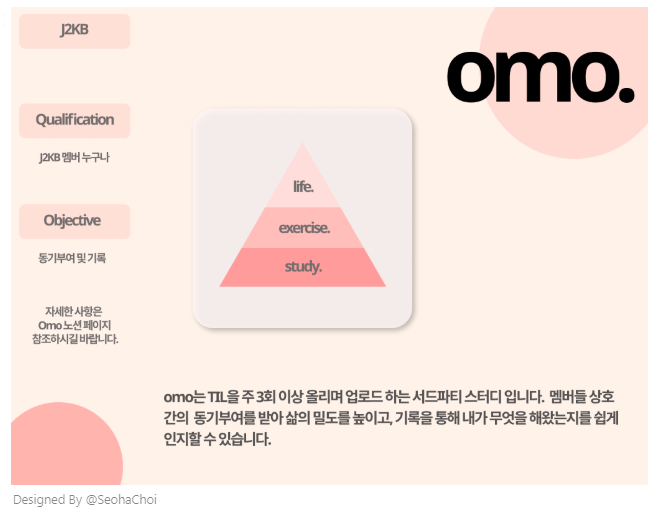 J2KB
omo.
Qualification
J2KB 멤버 누구나
Objective
동기부여 및 기록
자세한 사항은
Omo 노션 페이지
참조하시길 바랍니다.
life.
exercise.
study.
omo는 TIL을 주 3회 이상 올리며 업로드 하는 서드파티 스터디 입니다. 멤버들 상호
간의 동기부여를 받아 삶의 밀도를 높이고, 기록을 통해 내가 무엇을 해왔는지를 쉽게
인지할 수 있습니다.
Designed By @SeohaChoi